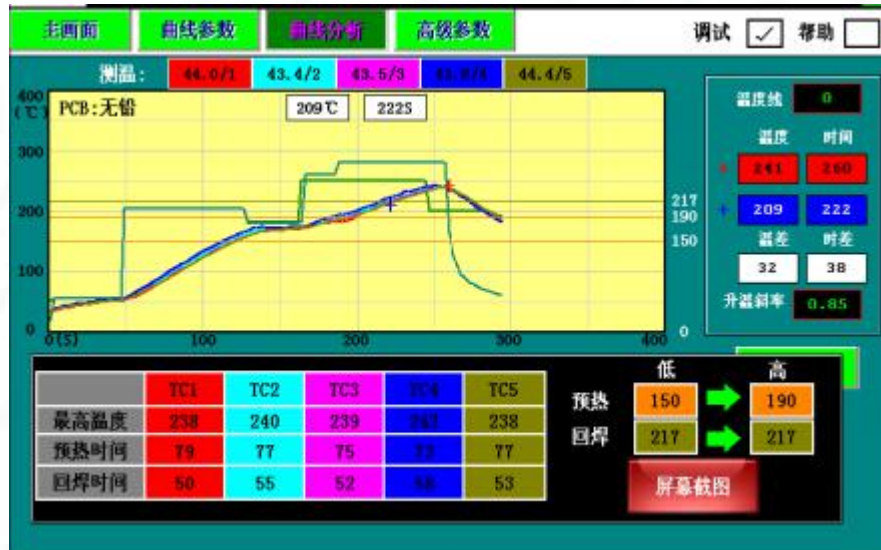 主画面 曲线参数 曲线分析 高级参数 调试 帮助
测温: 44.0/1 43.4/2 43.5/3 44.4/5
400
(℃) PCB:无铅 209℃ 222S
300
200
100
0
0(S) 100 200 300 400
217
190
150
0
温度线 0
温度 时间
241 260
209 222
温差 时差
32 38
升温斜率 0.85
TC1 TC2 TC3 TC4 TC5
最高温度 238 240 239 238
预热时间 79 77 75 77
回焊时间 50 55 52 53
低 高
预热 150 190
回焊 217 217
屏幕截图